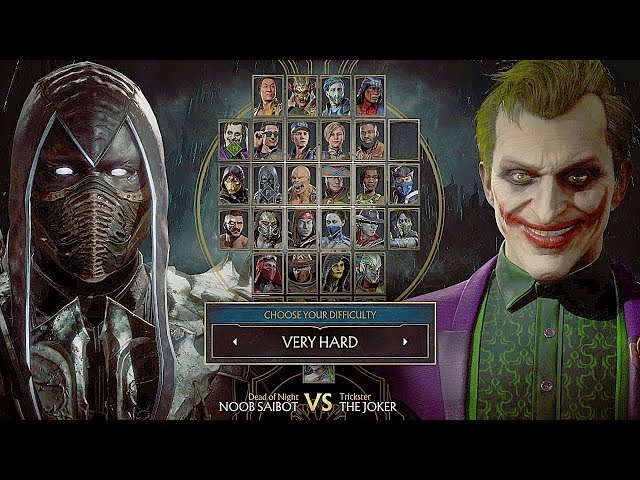 CHOOSE YOUR DIFFICULTY
VERY HARD
Dead of Night
NOOB SAIBOT
VS
Trickster
THE JOKER